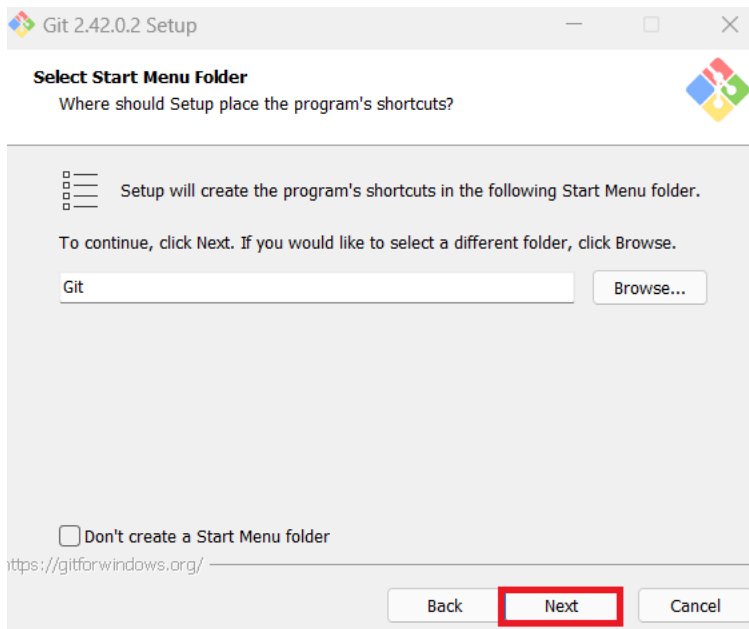 Git 2.42.0.2 Setup
Select Start Menu Folder
Where should Setup place the program's shortcuts?
Setup will create the program's shortcuts in the following Start Menu folder.
To continue, click Next. If you would like to select a different folder, click Browse.
Git
Browse...
Don't create a Start Menu folder
https://gitforwindows.org/
Back
Next
Cancel